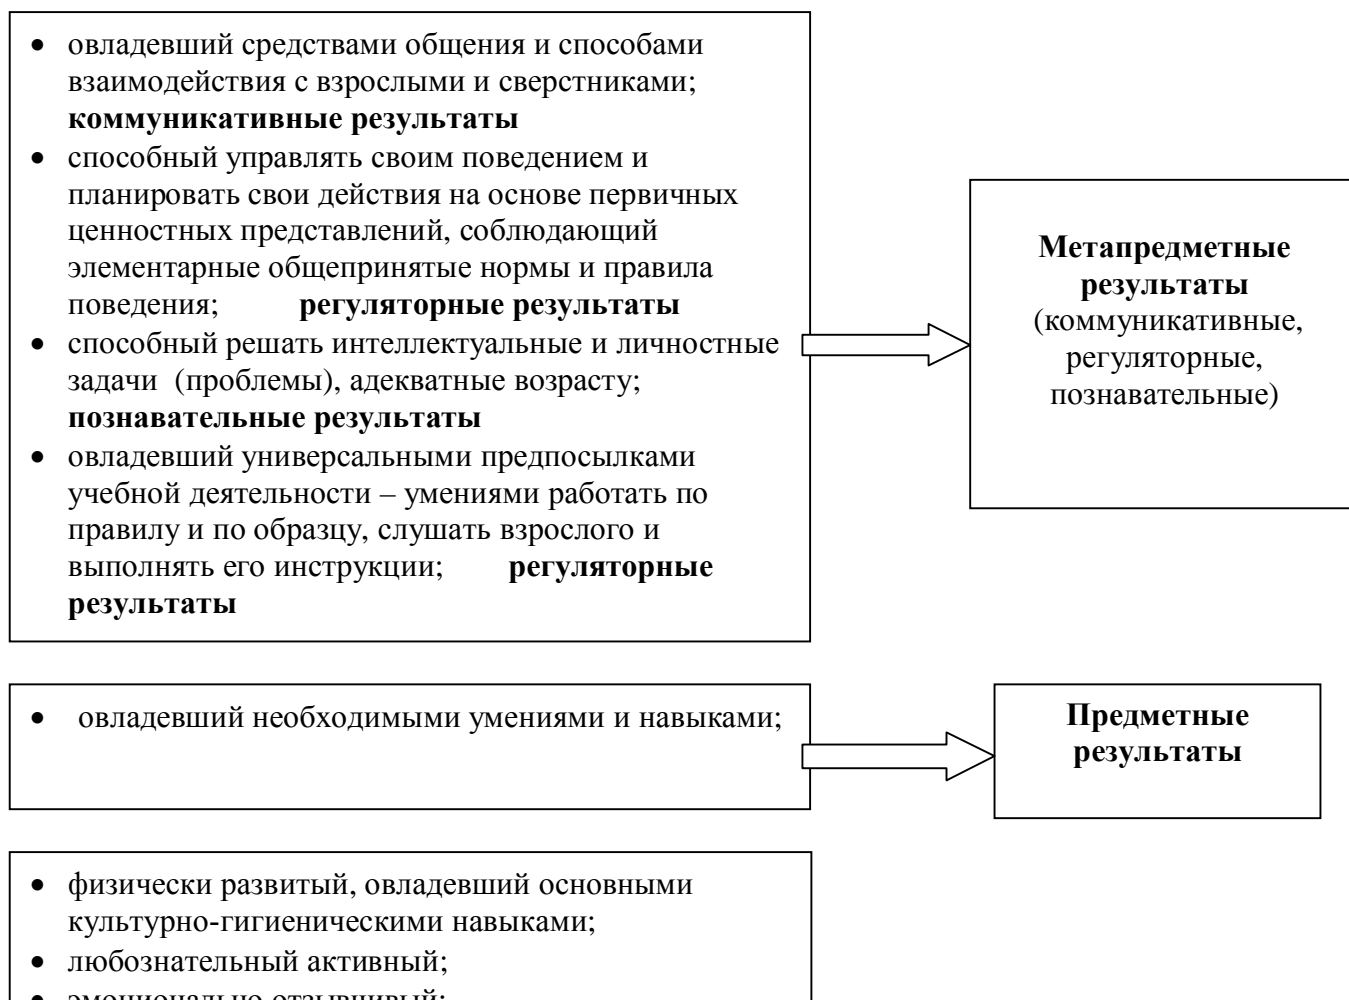 • овладевший средствами общения и способами
взаимодействия с взрослыми и сверстниками;
коммуникативные результаты
• способный управлять своим поведением и
планировать свои действия на основе первичных
ценностных представлений, соблюдающий
элементарные общепринятые нормы и правила
поведения; регуляторные результаты
• способный решать интеллектуальные и личностные
задачи (проблемы), адекватные возрасту;
познавательные результаты
• овладевший универсальными предпосылками
учебной деятельности – умениями работать по
правилу и по образцу, слушать взрослого и
выполнять его инструкции; регуляторные
результаты
Метапредметные
результаты
(коммуникативные,
регуляторные,
познавательные)
• овладевший необходимыми умениями и навыками;
Предметные
результаты
• физически развитый, овладевший основными
культурно-гигиеническими навыками;
• любознательный активный;
• эмоционально отзывчивый;